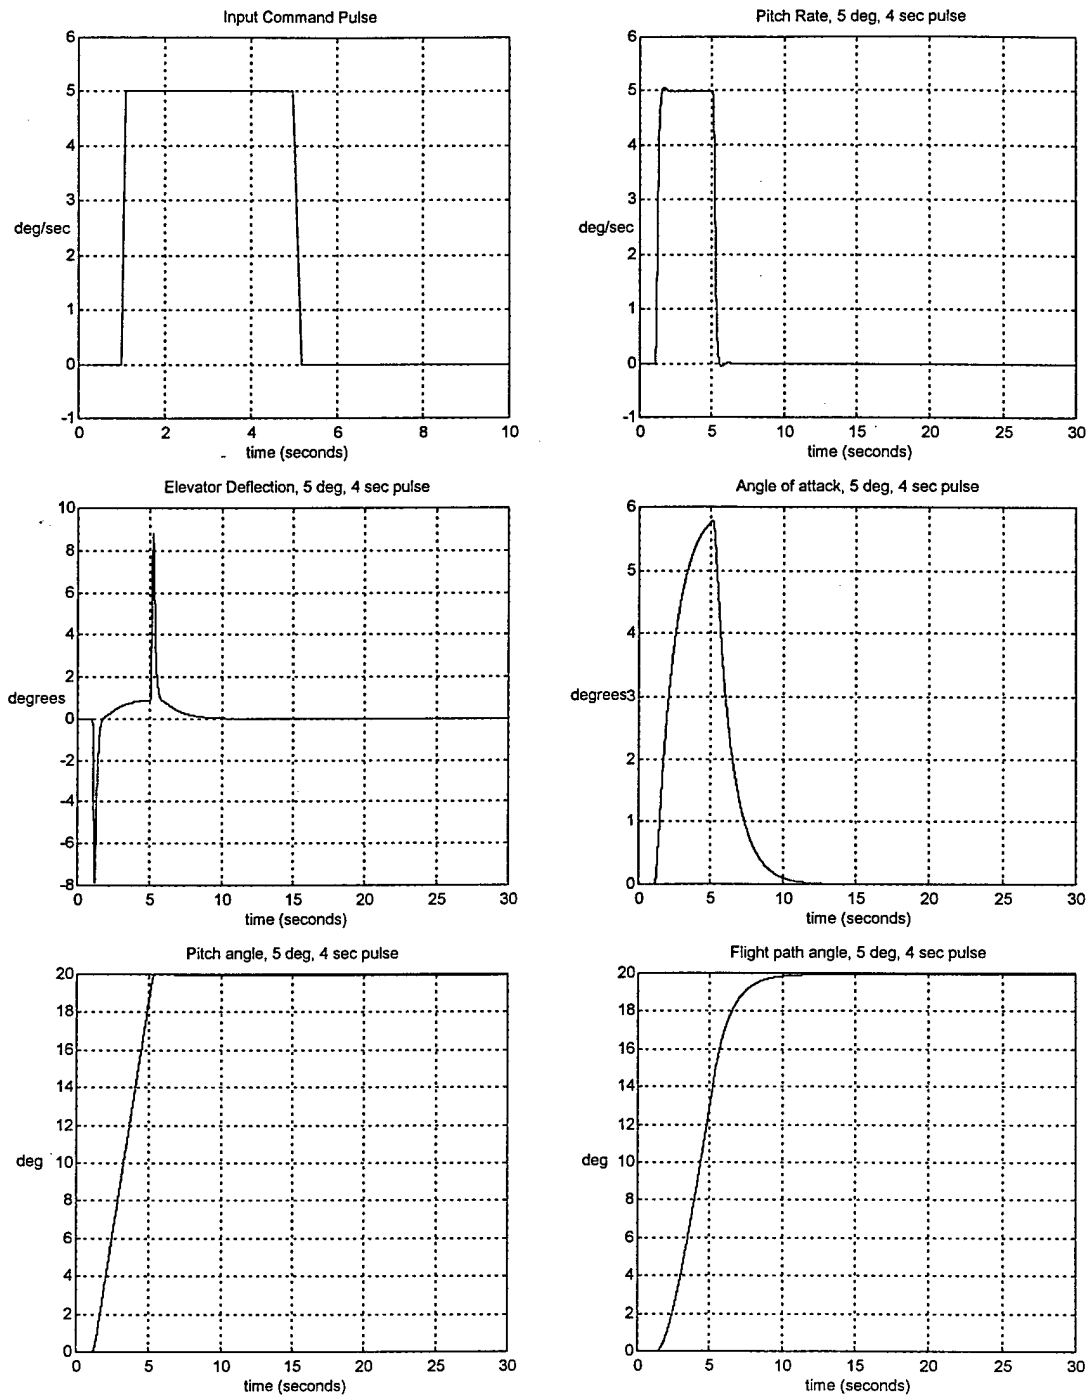 Input Command Pulse
6
5
4
3
deg/sec
2
1
0
-1
0 2 4 6 8 10
time (seconds)
Pitch Rate, 5 deg, 4 sec pulse
6
5
4
3
deg/sec
2
1
0
-1
0 5 10 15 20 25 30
time (seconds)
Elevator Deflection, 5 deg, 4 sec pulse
10
8
6
4
2
degrees
0
-2
-4
-6
-8
0 5 10 15 20 25 30
time (seconds)
Angle of attack, 5 deg, 4 sec pulse
6
5
4
degrees3
2
1
0
0 5 10 15 20 25 30
time (seconds)
Pitch angle, 5 deg, 4 sec pulse
20
18
16
14
12
deg 10
8
6
4
2
0
0 5 10 15 20 25 30
time (seconds)
Flight path angle, 5 deg, 4 sec pulse
20
18
16
14
12
deg 10
8
6
4
2
0
0 5 10 15 20 25 30
time (seconds)